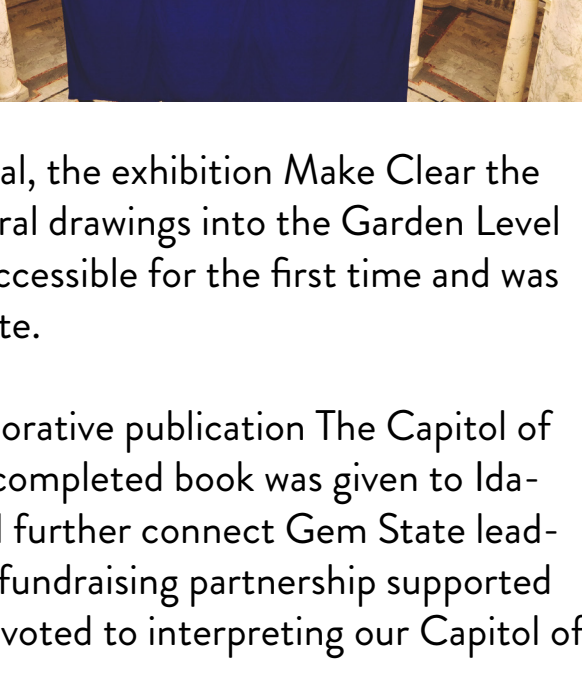 al, the exhibition Make Clear the
ral drawings into the Garden Level
ccessible for the first time and was
te.
orative publication The Capitol of
completed book was given to Ida-
further connect Gem State lead-
fundraising partnership supported
voted to interpreting our Capitol of